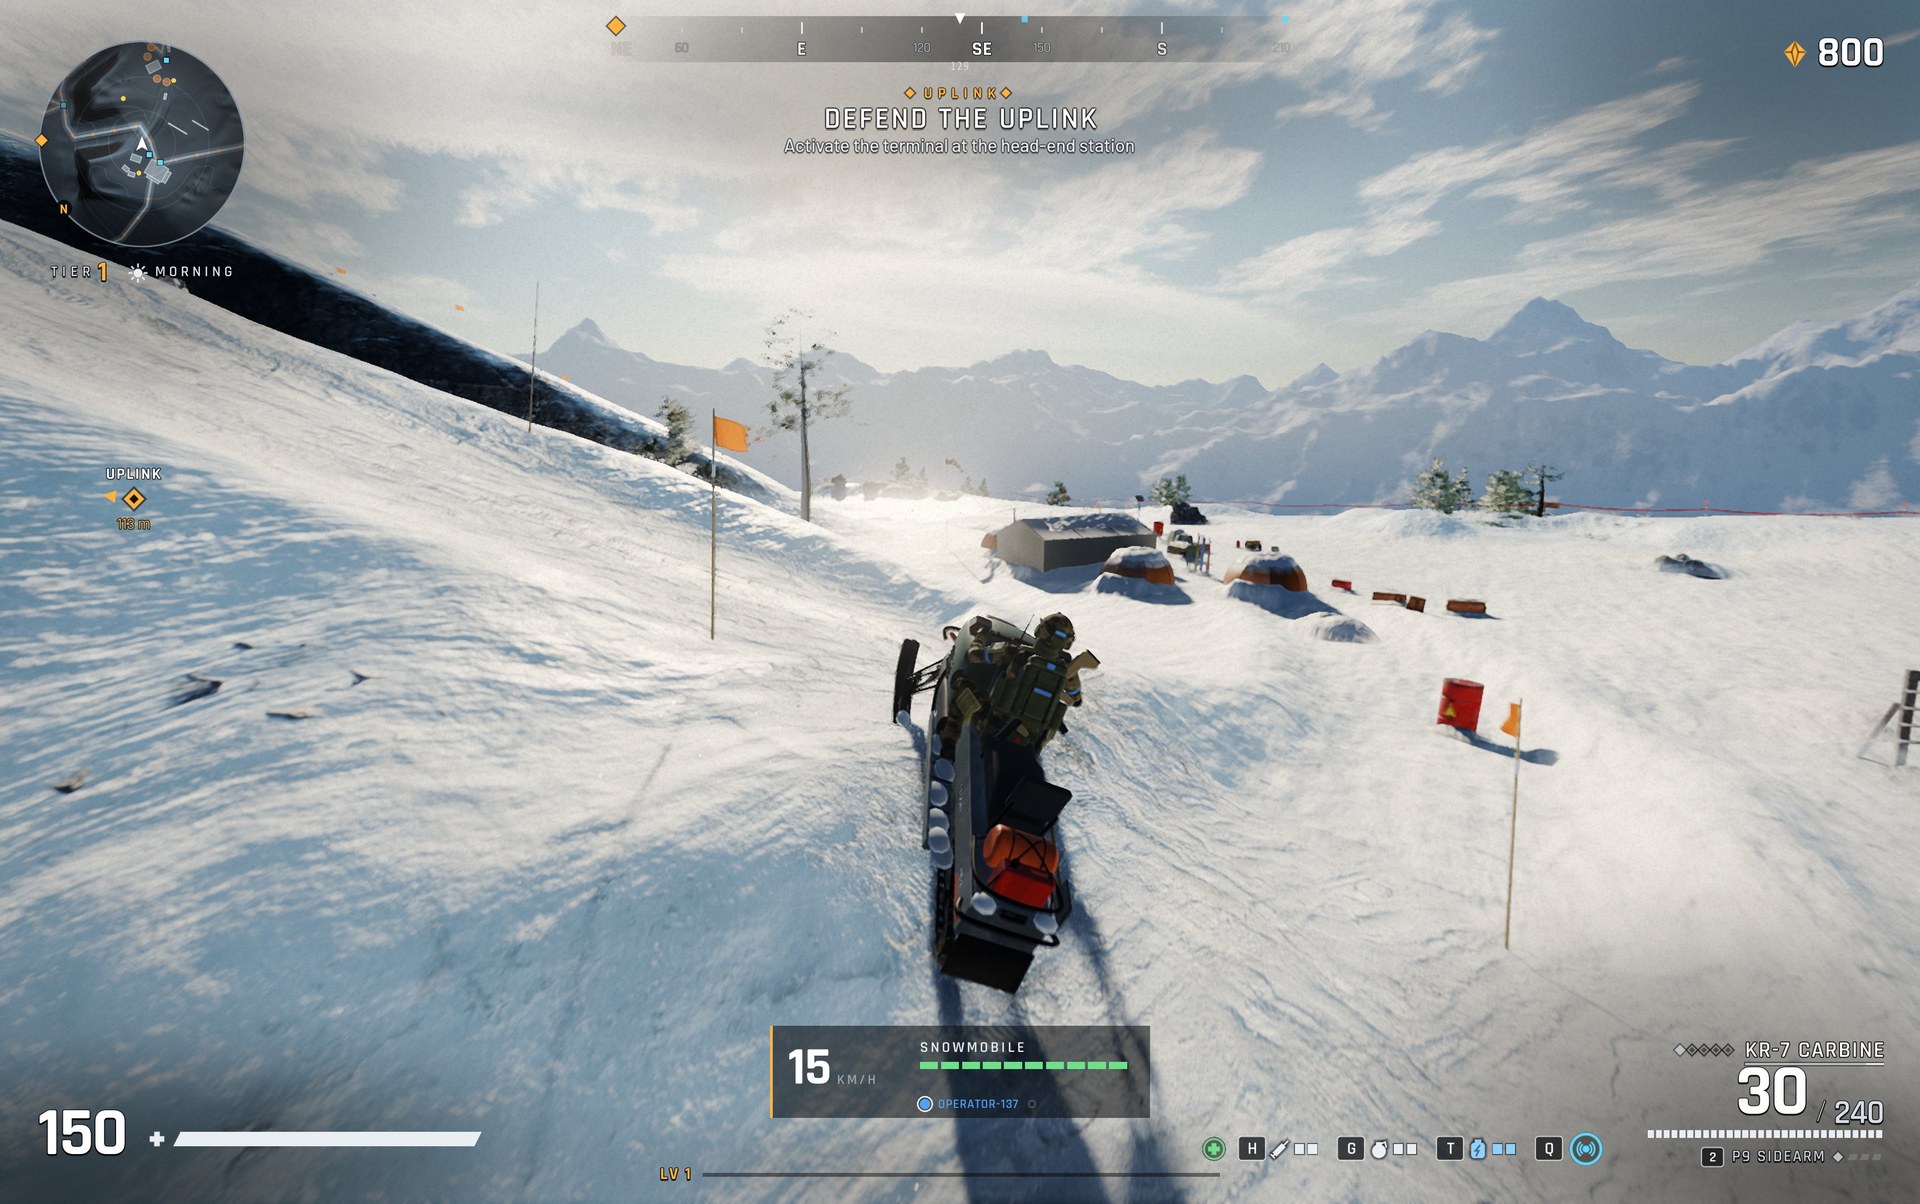 NE 60 E 120 SE 150 S 210
129
800
UPLINK
DEFEND THE UPLINK
Activate the terminal at the head-end station
N
TIER 1 MORNING
UPLINK
113 m
15 KM/H
SNOWMOBILE
OPERATOR-137
150
LV 1
H G T Q
KR-7 CARBINE
30 / 240
2 P9 SIDEARM